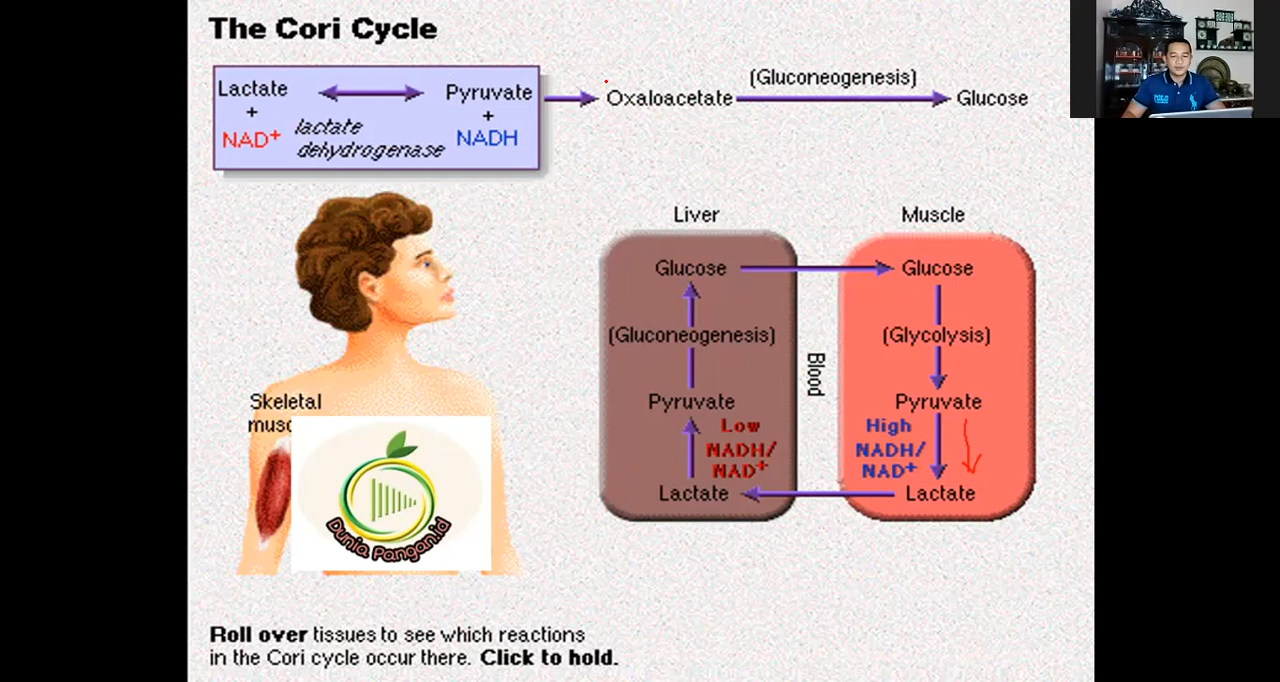 The Cori Cycle
Lactate
+
NAD+
lactate
dehydrogenase
Pyruvate
+
NADH
Oxaloacetate
(Gluconeogenesis)
Glucose
Liver
Glucose
(Gluconeogenesis)
Pyruvate
Low
NADH/
NAD+
Lactate
Blood
Muscle
Glucose
(Glycolysis)
Pyruvate
High
NADH/
NAD+
Lactate
Skeletal
Dunia Pangan.id
Roll over tissues to see which reactions
in the Cori cycle occur there. Click to hold.